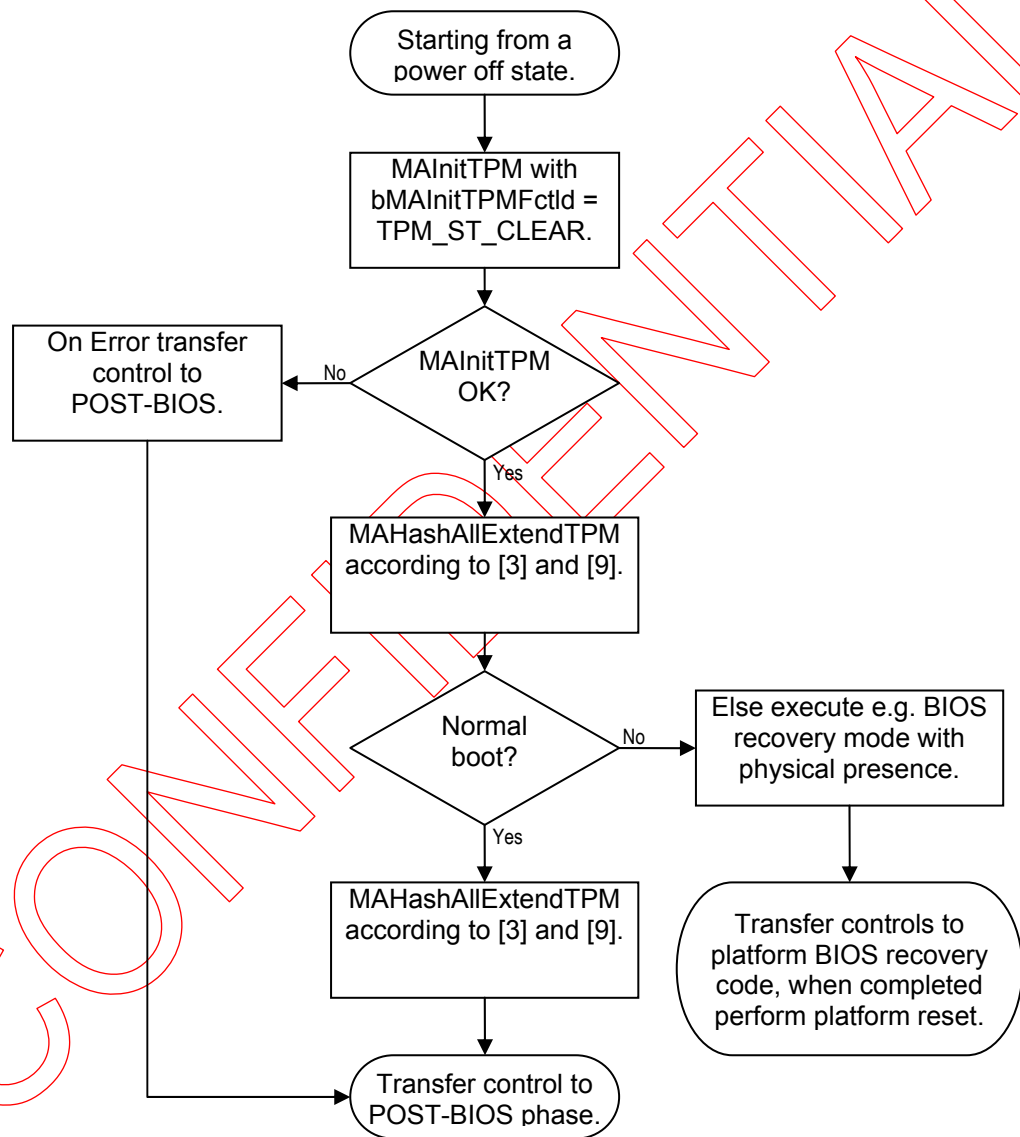 Starting from a
power off state.
MAInitTPM with
bMAInitTPMFctId =
TPM_ST_CLEAR.
On Error transfer
control to
POST-BIOS.
No
MAInitTPM
OK?
Yes
MAHashAllExtendTPM
according to [3] and [9].
Normal
boot?
No
Else execute e.g. BIOS
recovery mode with
physical presence.
Yes
MAHashAllExtendTPM
according to [3] and [9].
Transfer controls to
platform BIOS recovery
code, when completed
perform platform reset.
Transfer control to
POST-BIOS phase.
CONFIDENTIAL